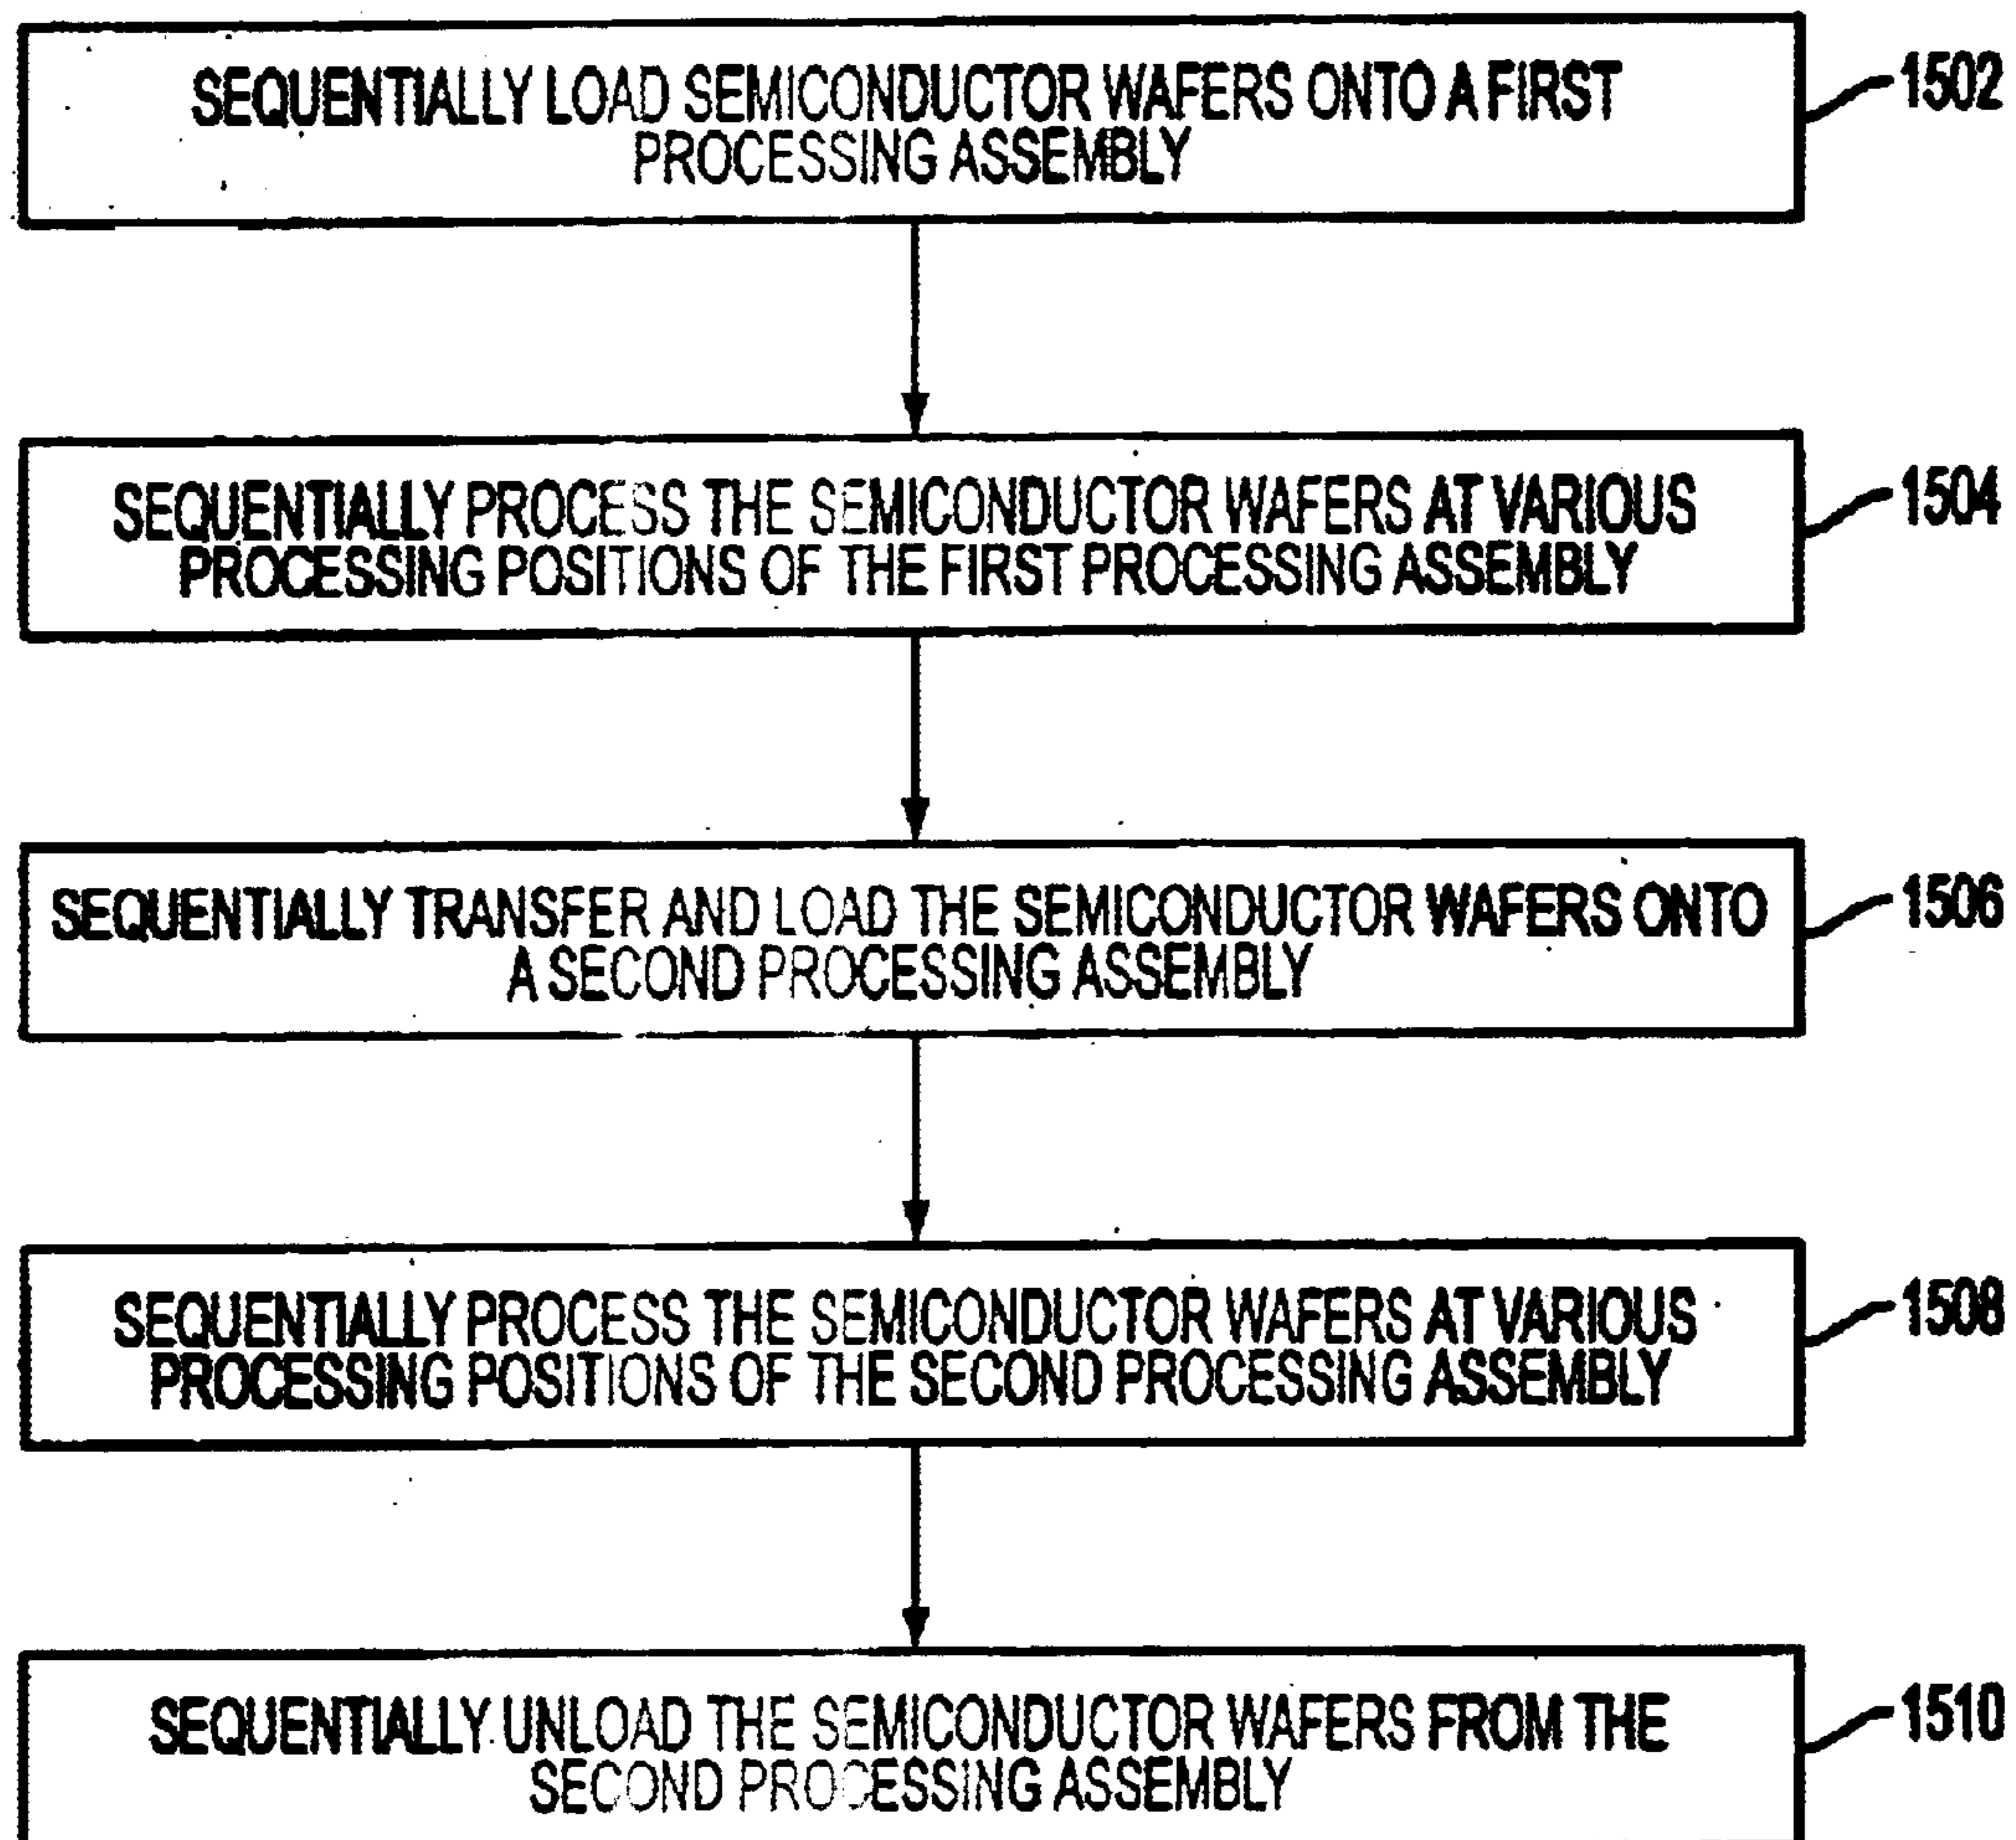 SEQUENTIALLY LOAD SEMICONDUCTOR WAFERS ONTO A FIRST
PROCESSING ASSEMBLY
1502
SEQUENTIALLY PROCESS THE SEMICONDUCTOR WAFERS AT VARIOUS
PROCESSING POSITIONS OF THE FIRST PROCESSING ASSEMBLY
1504
SEQUENTIALLY TRANSFER AND LOAD THE SEMICONDUCTOR WAFERS ONTO
A SECOND PROCESSING ASSEMBLY
1506
SEQUENTIALLY PROCESS THE SEMICONDUCTOR WAFERS AT VARIOUS
PROCESSING POSITIONS OF THE SECOND PROCESSING ASSEMBLY
1508
SEQUENTIALLY UNLOAD THE SEMICONDUCTOR WAFERS FROM THE
SECOND PROCESSING ASSEMBLY
1510